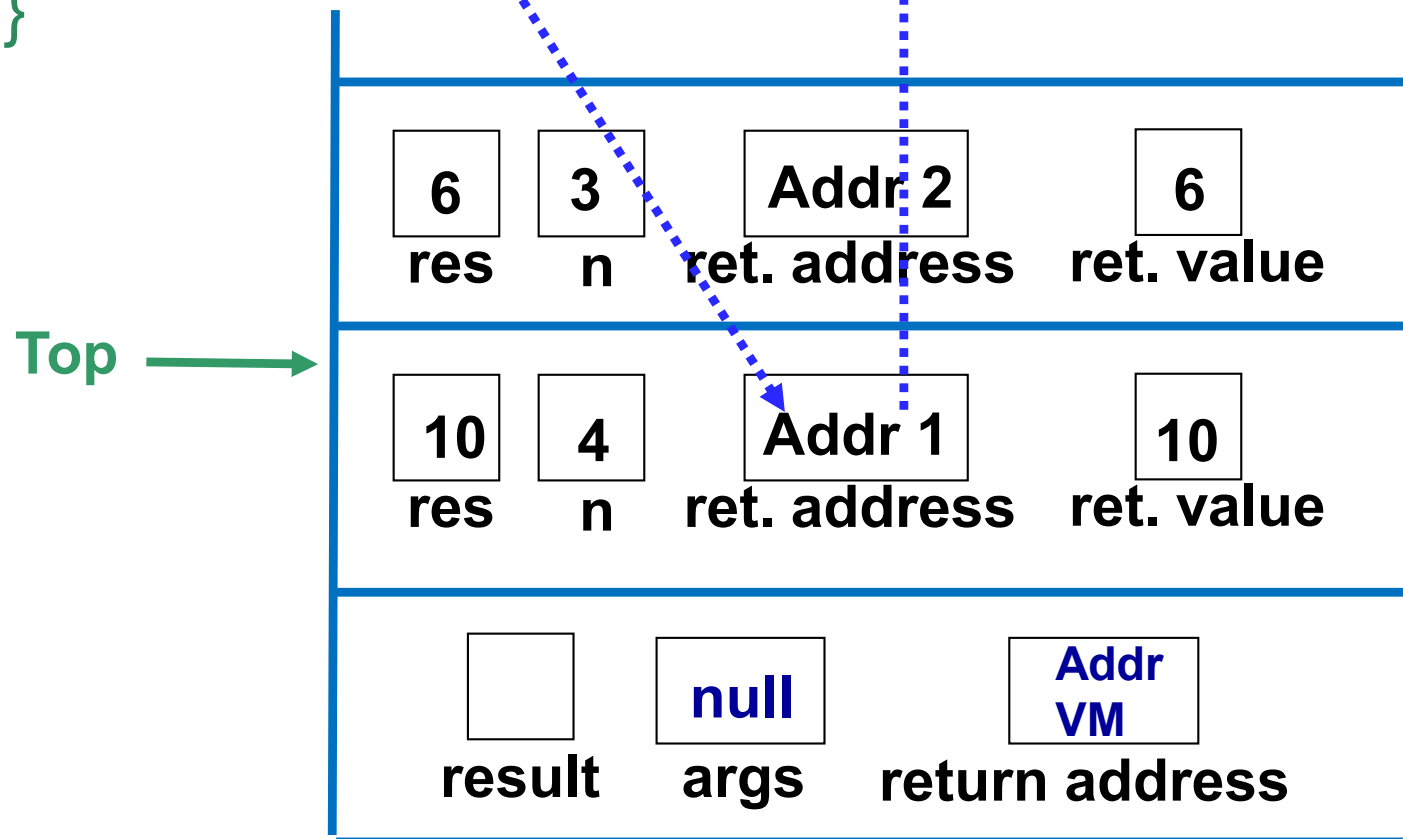 }
6 3 Addr 2 6
res n ret. address ret. value
Top
10 4 Addr 1 10
res n ret. address ret. value
null Addr
VM
result args return address